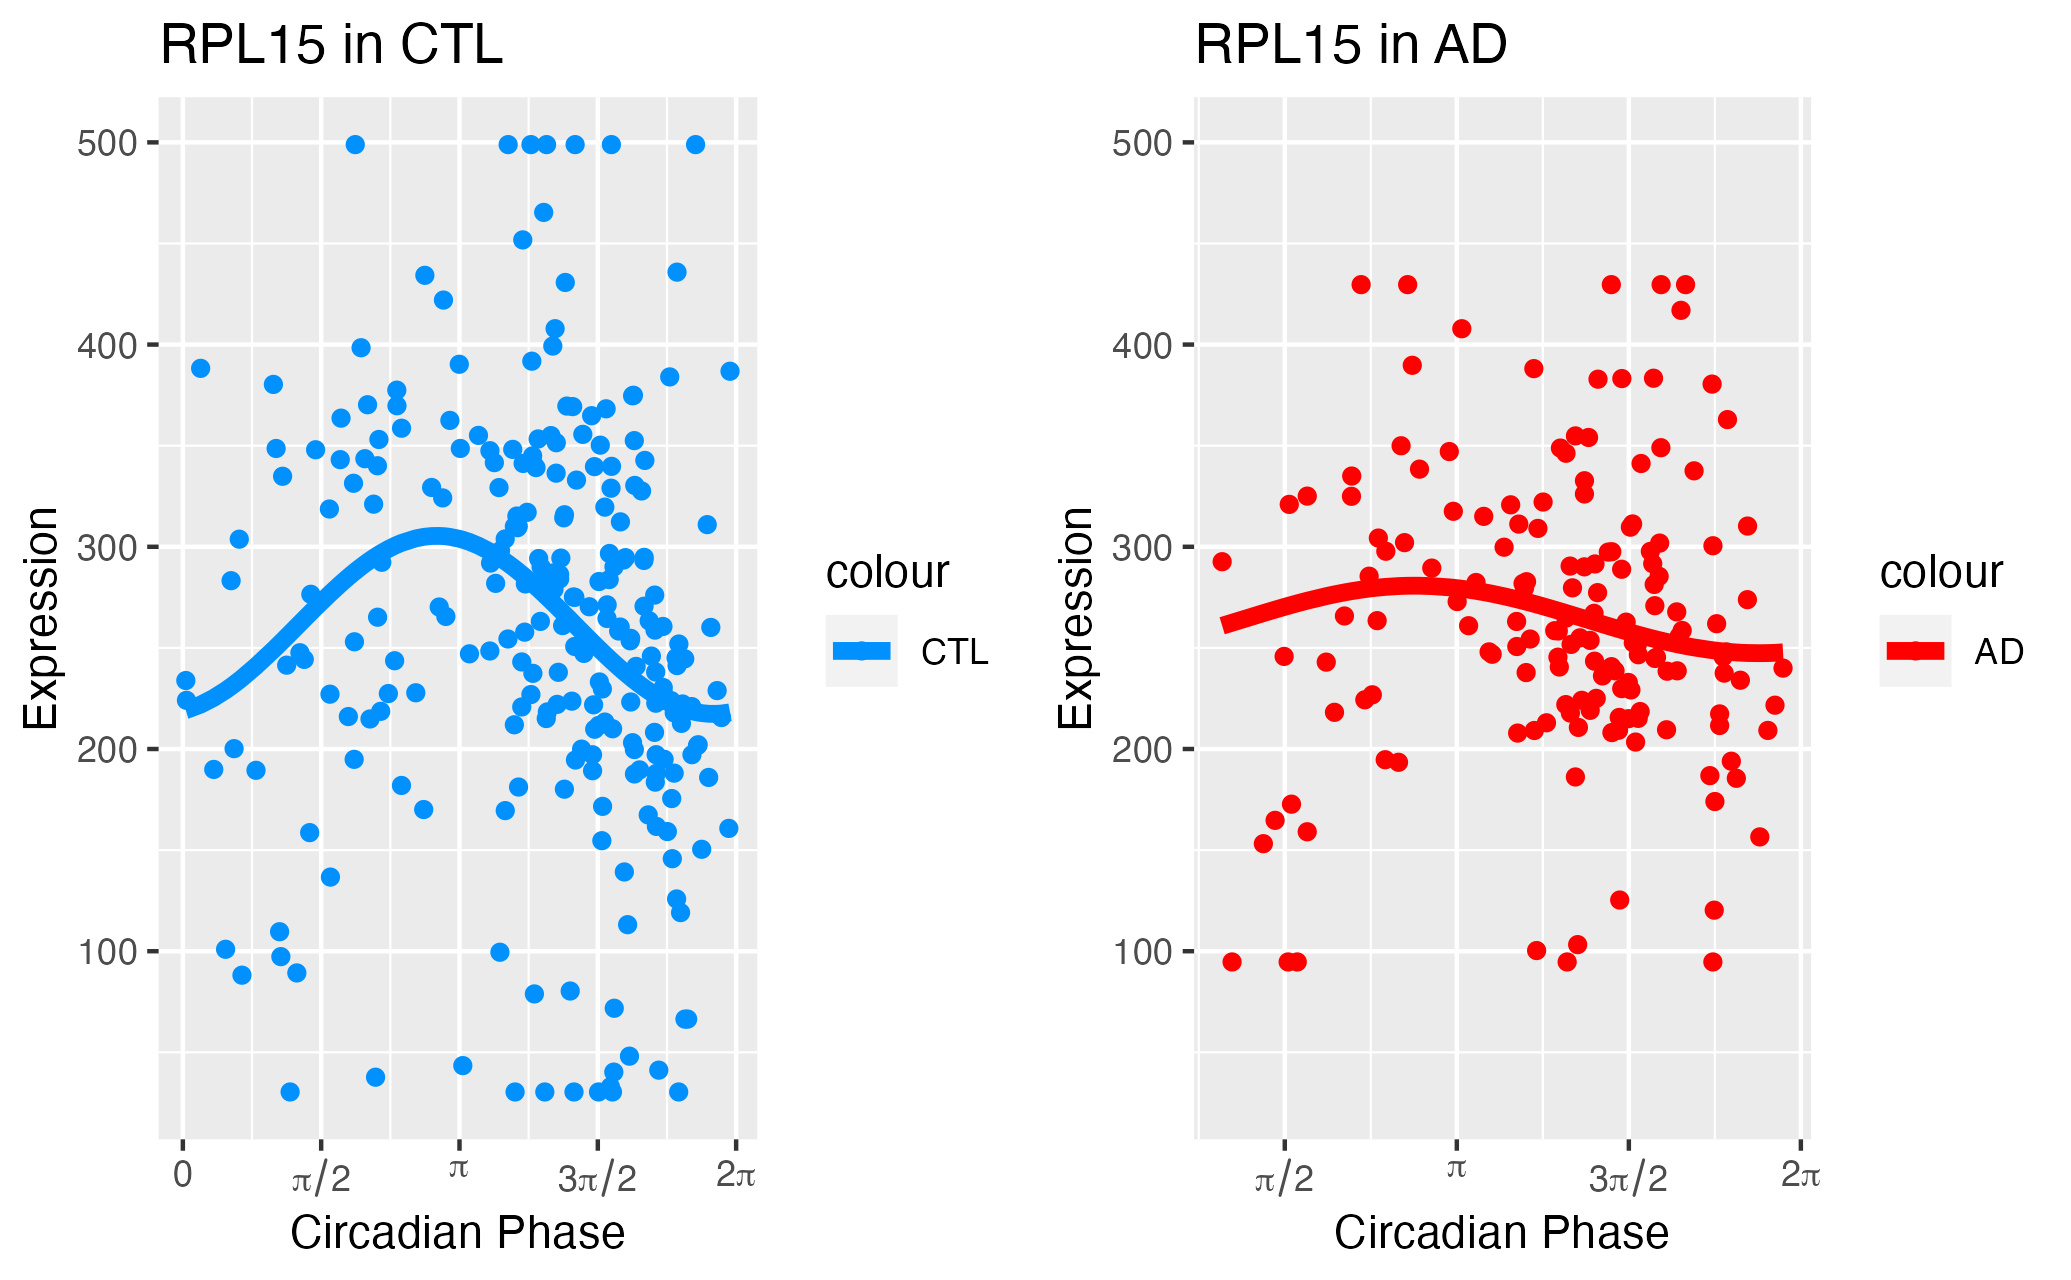 RPL15 in CTL
500
400
300
200
100
Expression
0
π/2
π
3π/2
2π
Circadian Phase
colour
CTL
RPL15 in AD
500
400
300
200
100
Expression
π/2
π
3π/2
2π
Circadian Phase
colour
AD